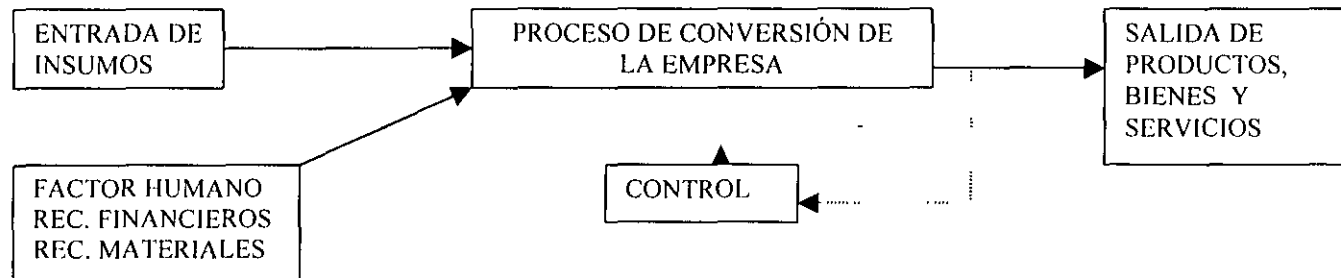 ENTRADA DE
INSUMOS
PROCESO DE CONVERSIÓN DE
LA EMPRESA
SALIDA DE
PRODUCTOS,
BIENES Y
SERVICIOS
FACTOR HUMANO
REC. FINANCIEROS
REC. MATERIALES
CONTROL